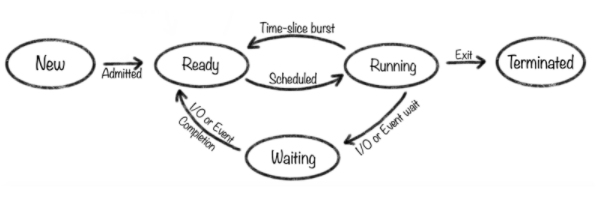 Time-slice burst
New
Admitted
Ready
Scheduled
Running
Exit
Terminated
I/O or Event
Completion
Waiting
I/O or Event wait